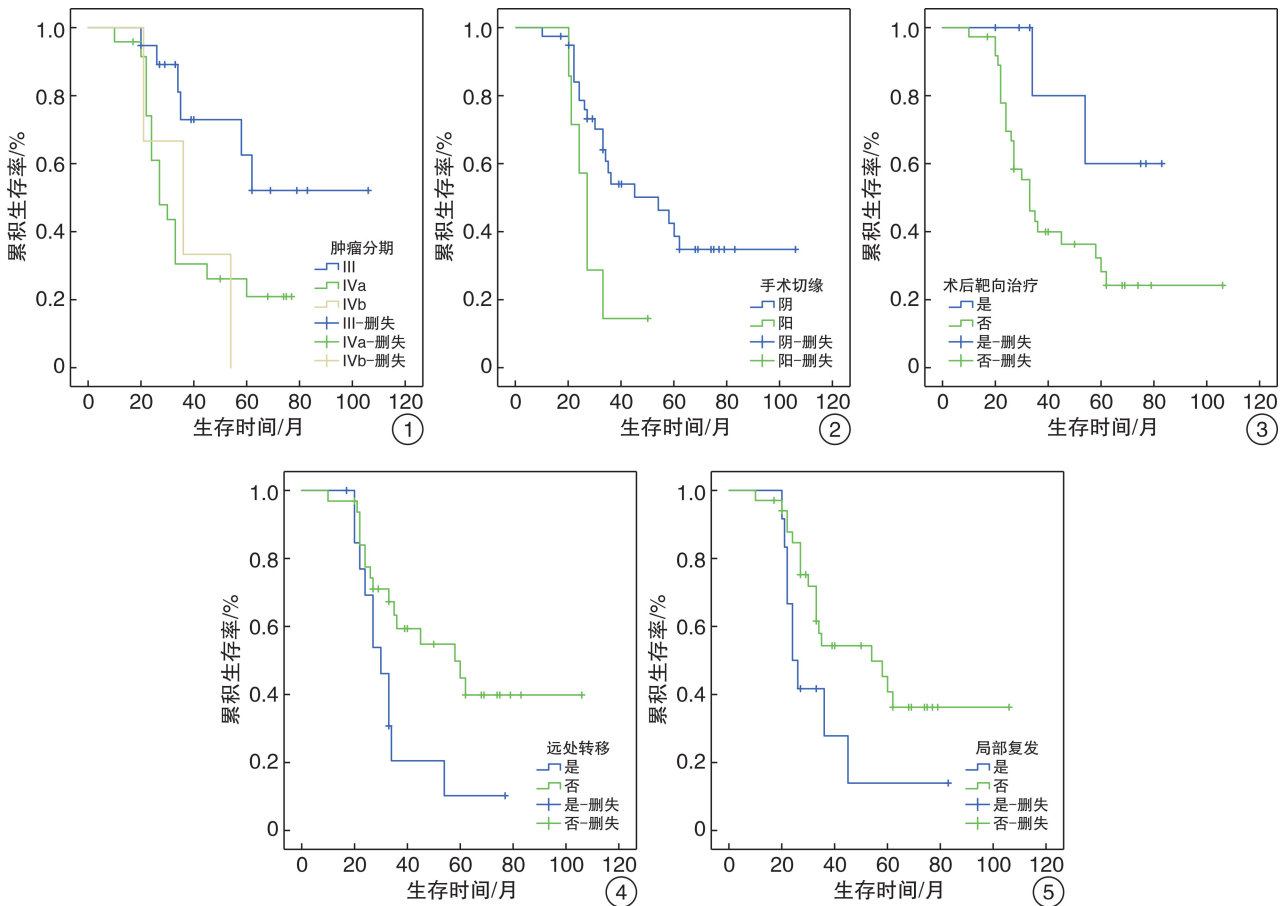 1.0
0.8
0.6
0.4
0.2
0
累积生存率/%
0 20 40 60 80 100 120
生存时间/月
肿瘤分期
III
IVa
IVb
III-删失
IVa-删失
IVb-删失
①
1.0
0.8
0.6
0.4
0.2
0
累积生存率/%
0 20 40 60 80 100 120
生存时间/月
手术切缘
阴
阳
阴-删失
阳-删失
②
1.0
0.8
0.6
0.4
0.2
0
累积生存率/%
0 20 40 60 80 100 120
生存时间/月
术后靶向治疗
是
否
是-删失
否-删失
③
1.0
0.8
0.6
0.4
0.2
0
累积生存率/%
0 20 40 60 80 100 120
生存时间/月
远处转移
是
否
是-删失
否-删失
④
1.0
0.8
0.6
0.4
0.2
0
累积生存率/%
0 20 40 60 80 100 120
生存时间/月
局部复发
是
否
是-删失
否-删失
⑤